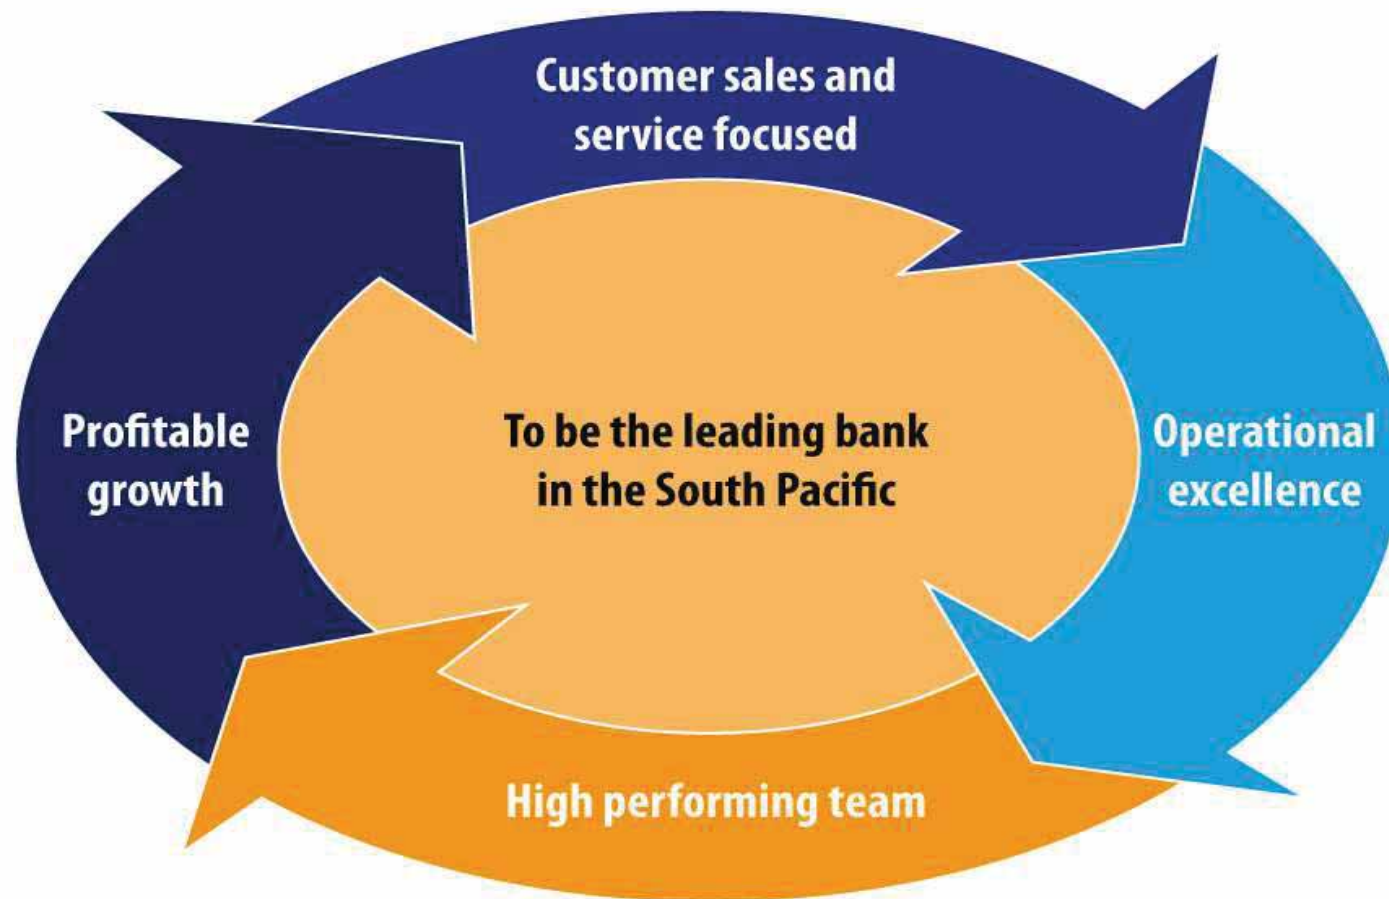 Customer sales and
service focused
Profitable
growth
To be the leading bank
in the South Pacific
Operational
excellence
High performing team